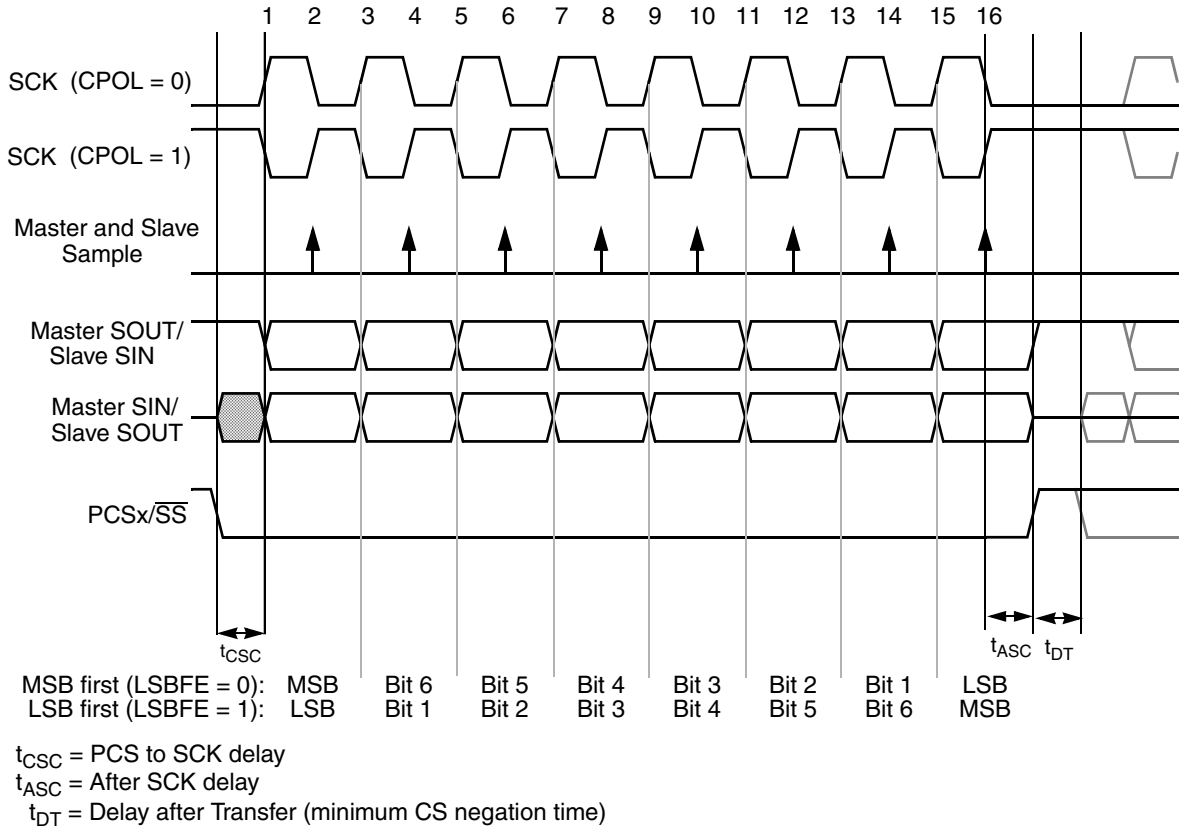 1 2 3 4 5 6 7 8 9 10 11 12 13 14 15 16
SCK (CPOL = 0)
SCK (CPOL = 1)
Master and Slave
Sample
Master SOUT/
Slave SIN
Master SIN/
Slave SOUT
PCSx/S̅S̅
tCSC
tASC
tDT
MSB first (LSBFE = 0): MSB Bit 6 Bit 5 Bit 4 Bit 3 Bit 2 Bit 1 LSB
LSB first (LSBFE = 1): LSB Bit 1 Bit 2 Bit 3 Bit 4 Bit 5 Bit 6 MSB
tCSC = PCS to SCK delay
tASC = After SCK delay
tDT = Delay after Transfer (minimum CS negation time)